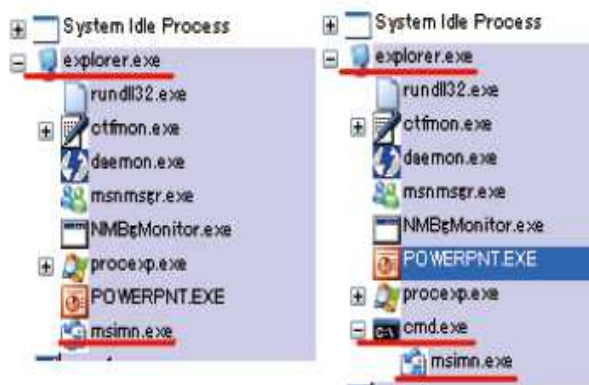 System Idle Process
explorer.exe
rundll32.exe
ctfmon.exe
daemon.exe
msnmsgr.exe
NMBgMonitor.exe
procexp.exe
POWERPNT.EXE
msimn.exe
System Idle Process
explorer.exe
rundll32.exe
ctfmon.exe
daemon.exe
msnmsgr.exe
NMBgMonitor.exe
POWERPNT.EXE
procexp.exe
cmd.exe
msimn.exe